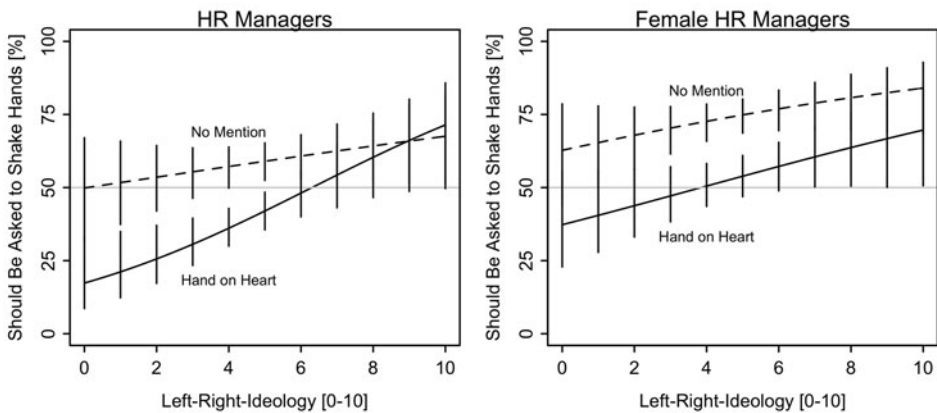 HR Managers
Should Be Asked to Shake Hands [%]
100
75
50
25
0
No Mention
Hand on Heart
0 2 4 6 8 10
Left-Right-Ideology [0-10]
Female HR Managers
Should Be Asked to Shake Hands [%]
100
75
50
25
0
No Mention
Hand on Heart
0 2 4 6 8 10
Left-Right-Ideology [0-10]